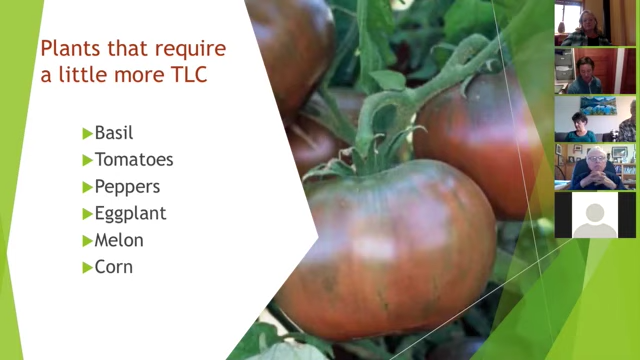 Plants that require
a little more TLC
Basil
Tomatoes
Peppers
Eggplant
Melon
Corn